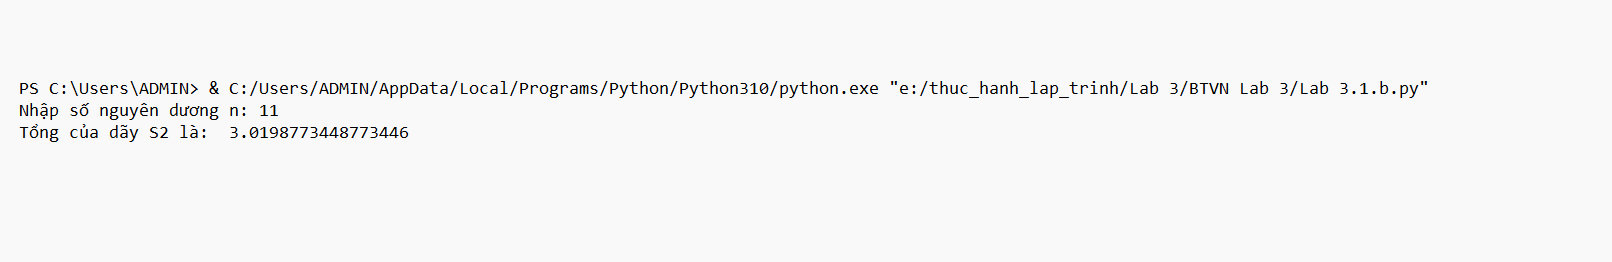 PS C:\Users\ADMIN> & C:/Users/ADMIN/AppData/Local/Programs/Python/Python310/python.exe "e:/thuc_hanh_lap_trinh/Lab 3/BTVN Lab 3/Lab 3.1.b.py"
Nhập số nguyên dương n: 11
Tổng của dãy S2 là:  3.0198773448773446